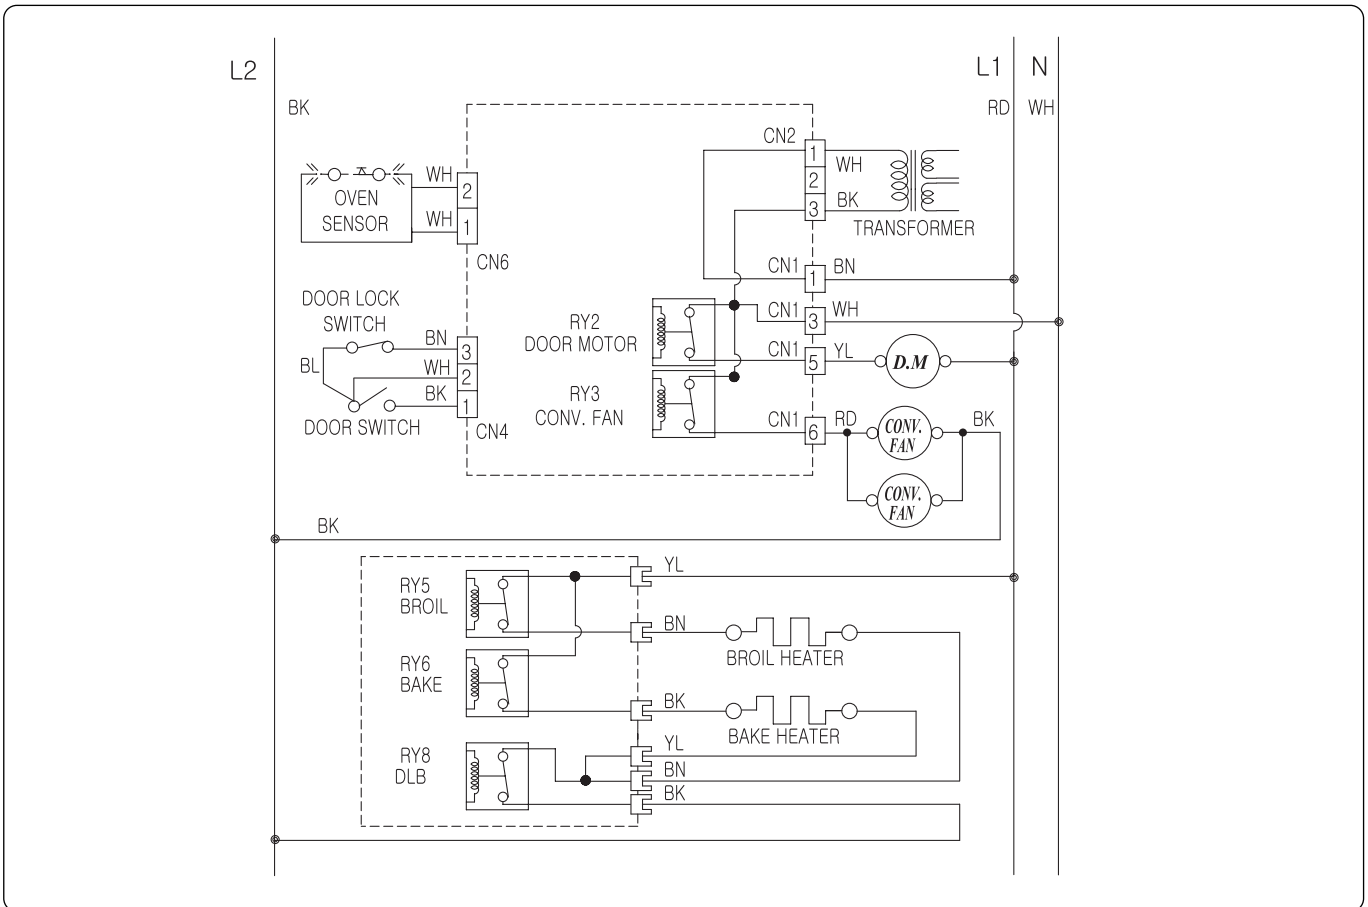 L2
L1 N
BK
RD WH
CN2
1
WH
2
BK
3
TRANSFORMER
WH
2
OVEN
SENSOR
WH
1
CN6
CN1
1
BN
DOOR LOCK
SWITCH
CN1
3
WH
RY2
DOOR MOTOR
BN
3
BL
WH
2
BK
1
DOOR SWITCH
CN4
CN1
5
YL
D.M
RY3
CONV. FAN
CN1
6
RD
CONV.
FAN
BK
CONV.
FAN
BK
YL
RY5
BROIL
BN
BROIL HEATER
RY6
BAKE
BK
BAKE HEATER
YL
RY8
DLB
BN
BK